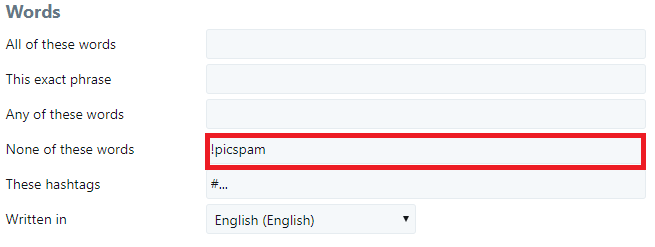 Words
All of these words
This exact phrase
Any of these words
None of these words !picspam
These hashtags #...
Written in English (English)